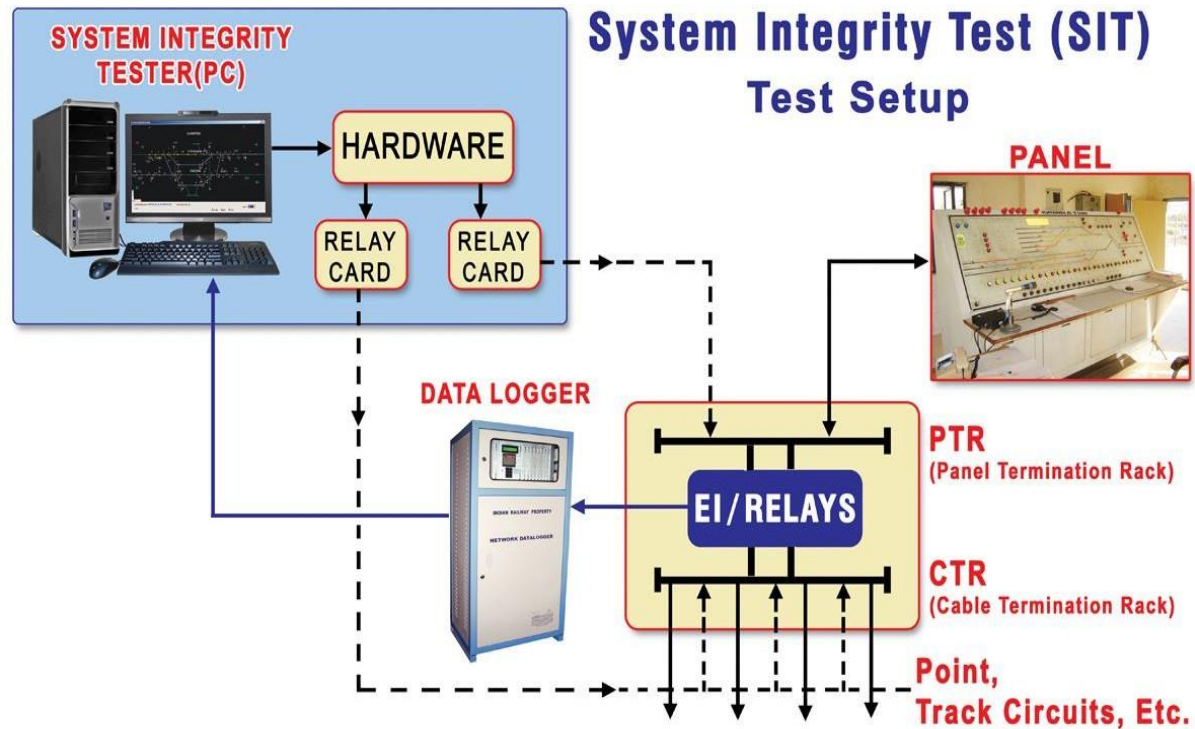 System Integrity Test (SIT)
Test Setup
SYSTEM INTEGRITY
TESTER(PC)
HARDWARE
RELAY
CARD
RELAY
CARD
PANEL
DATA LOGGER
INDIAN RAILWAY PROPERTY
NETWORK DATALOGGER
PTR
(Panel Termination Rack)
EI/RELAYS
CTR
(Cable Termination Rack)
Point,
Track Circuits, Etc.